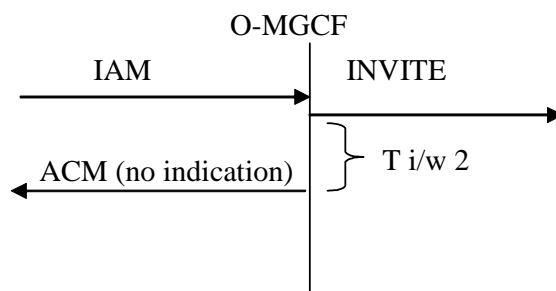 O-MGCF
IAM INVITE
ACM (no indication)
T i/w 2